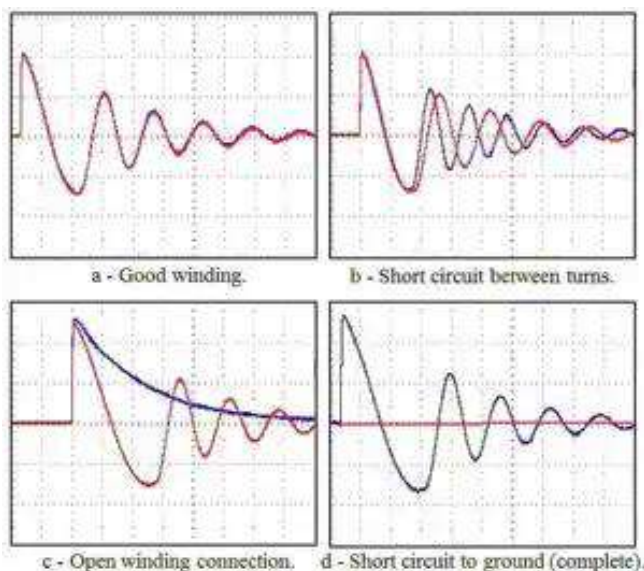 a - Good winding.
b - Short circuit between turns.
c - Open winding connection.
d - Short circuit to ground (complete)